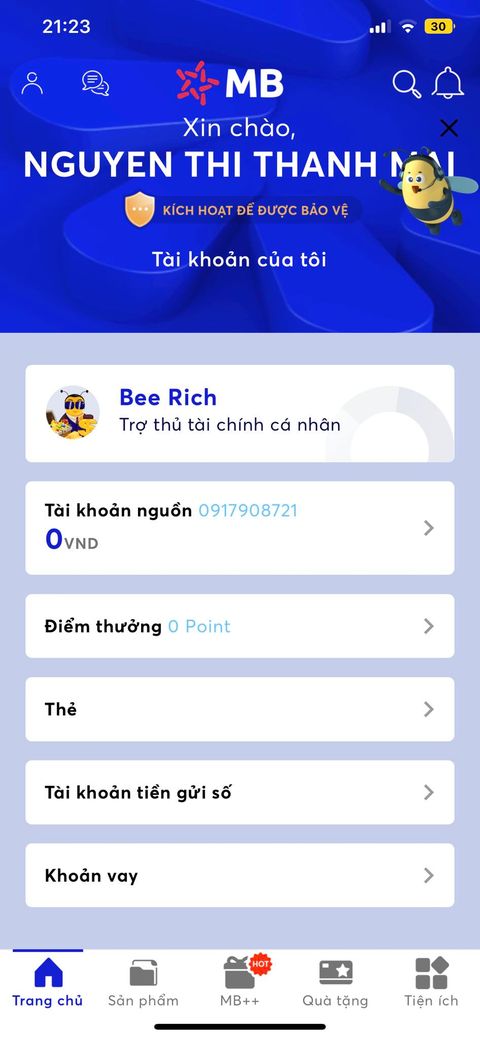 21:23
30
MB
Xin chào,
NGUYEN THI THANH MAI
KÍCH HOẠT ĐỂ ĐƯỢC BẢO VỆ
Tài khoản của tôi
Bee Rich
Trợ thủ tài chính cá nhân
Tài khoản nguồn 0917908721
0 VND
Điểm thưởng 0 Point
Thẻ
Tài khoản tiền gửi số
Khoản vay
HOT
Trang chủ Sản phẩm MB++ Quà tặng Tiện ích